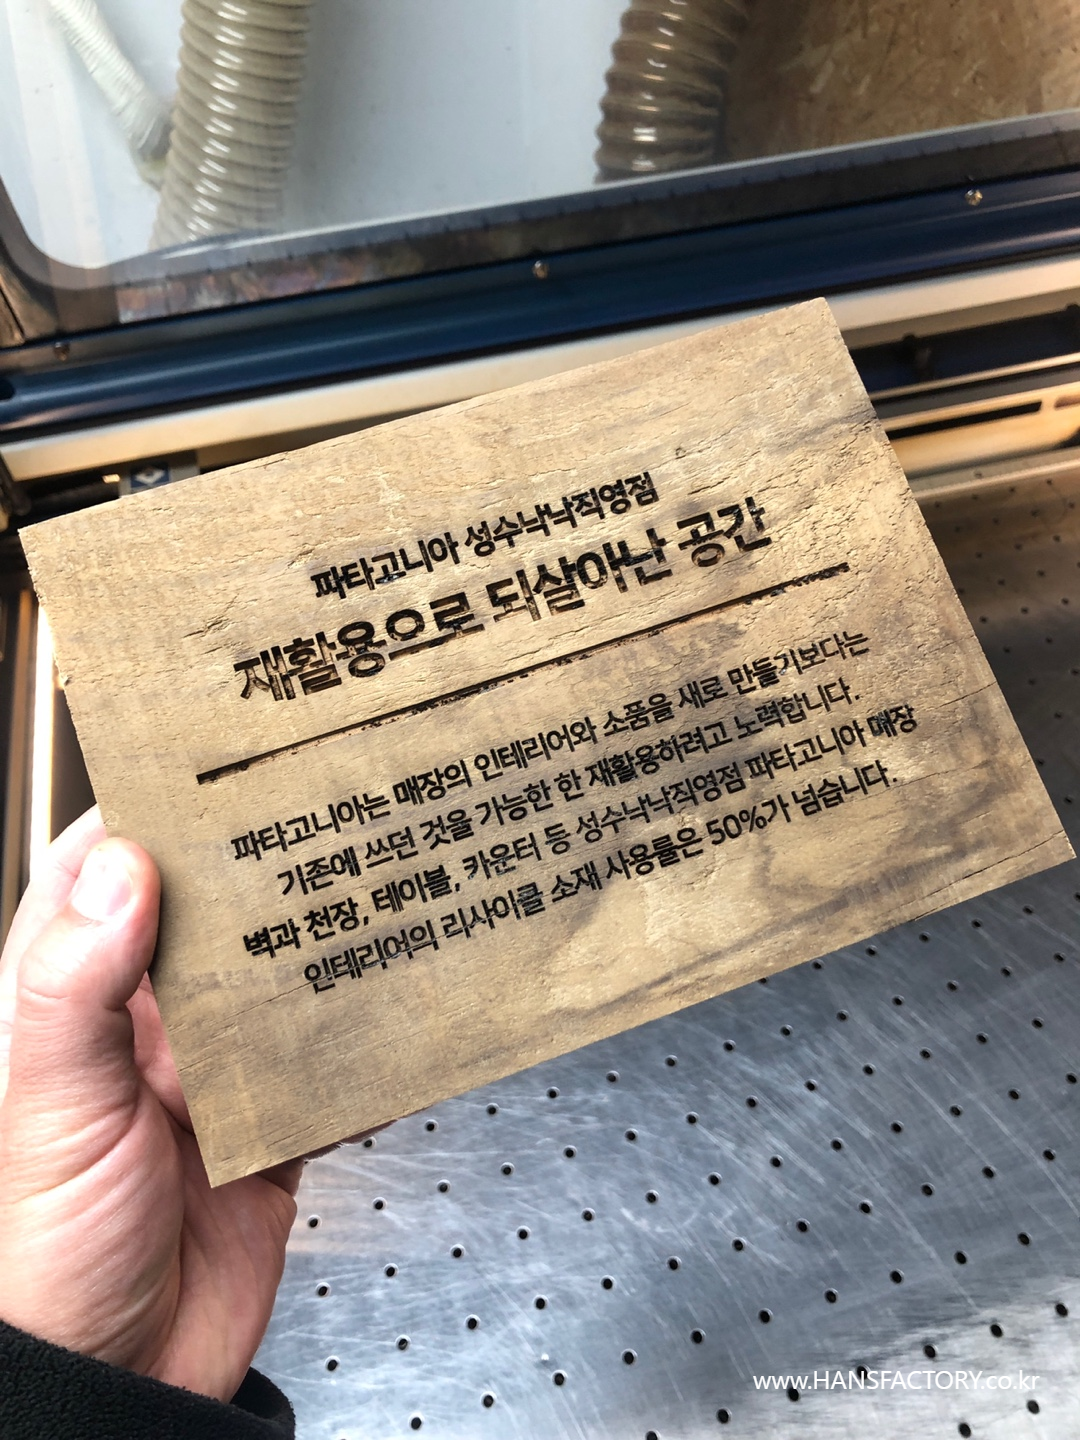 파타고니아 성수낙낙직영점
재활용으로 되살아난 공간
파타고니아는 매장의 인테리어와 소품을 새로 만들기보다는
기존에 쓰던 것을 가능한 한 재활용하려고 노력합니다.
벽과 천장, 테이블, 카운터 등 성수낙낙직영점 파타고니아 매장
인테리어의 리사이클 소재 사용률은 50%가 넘습니다.
www.HANSFACTORY.co.kr